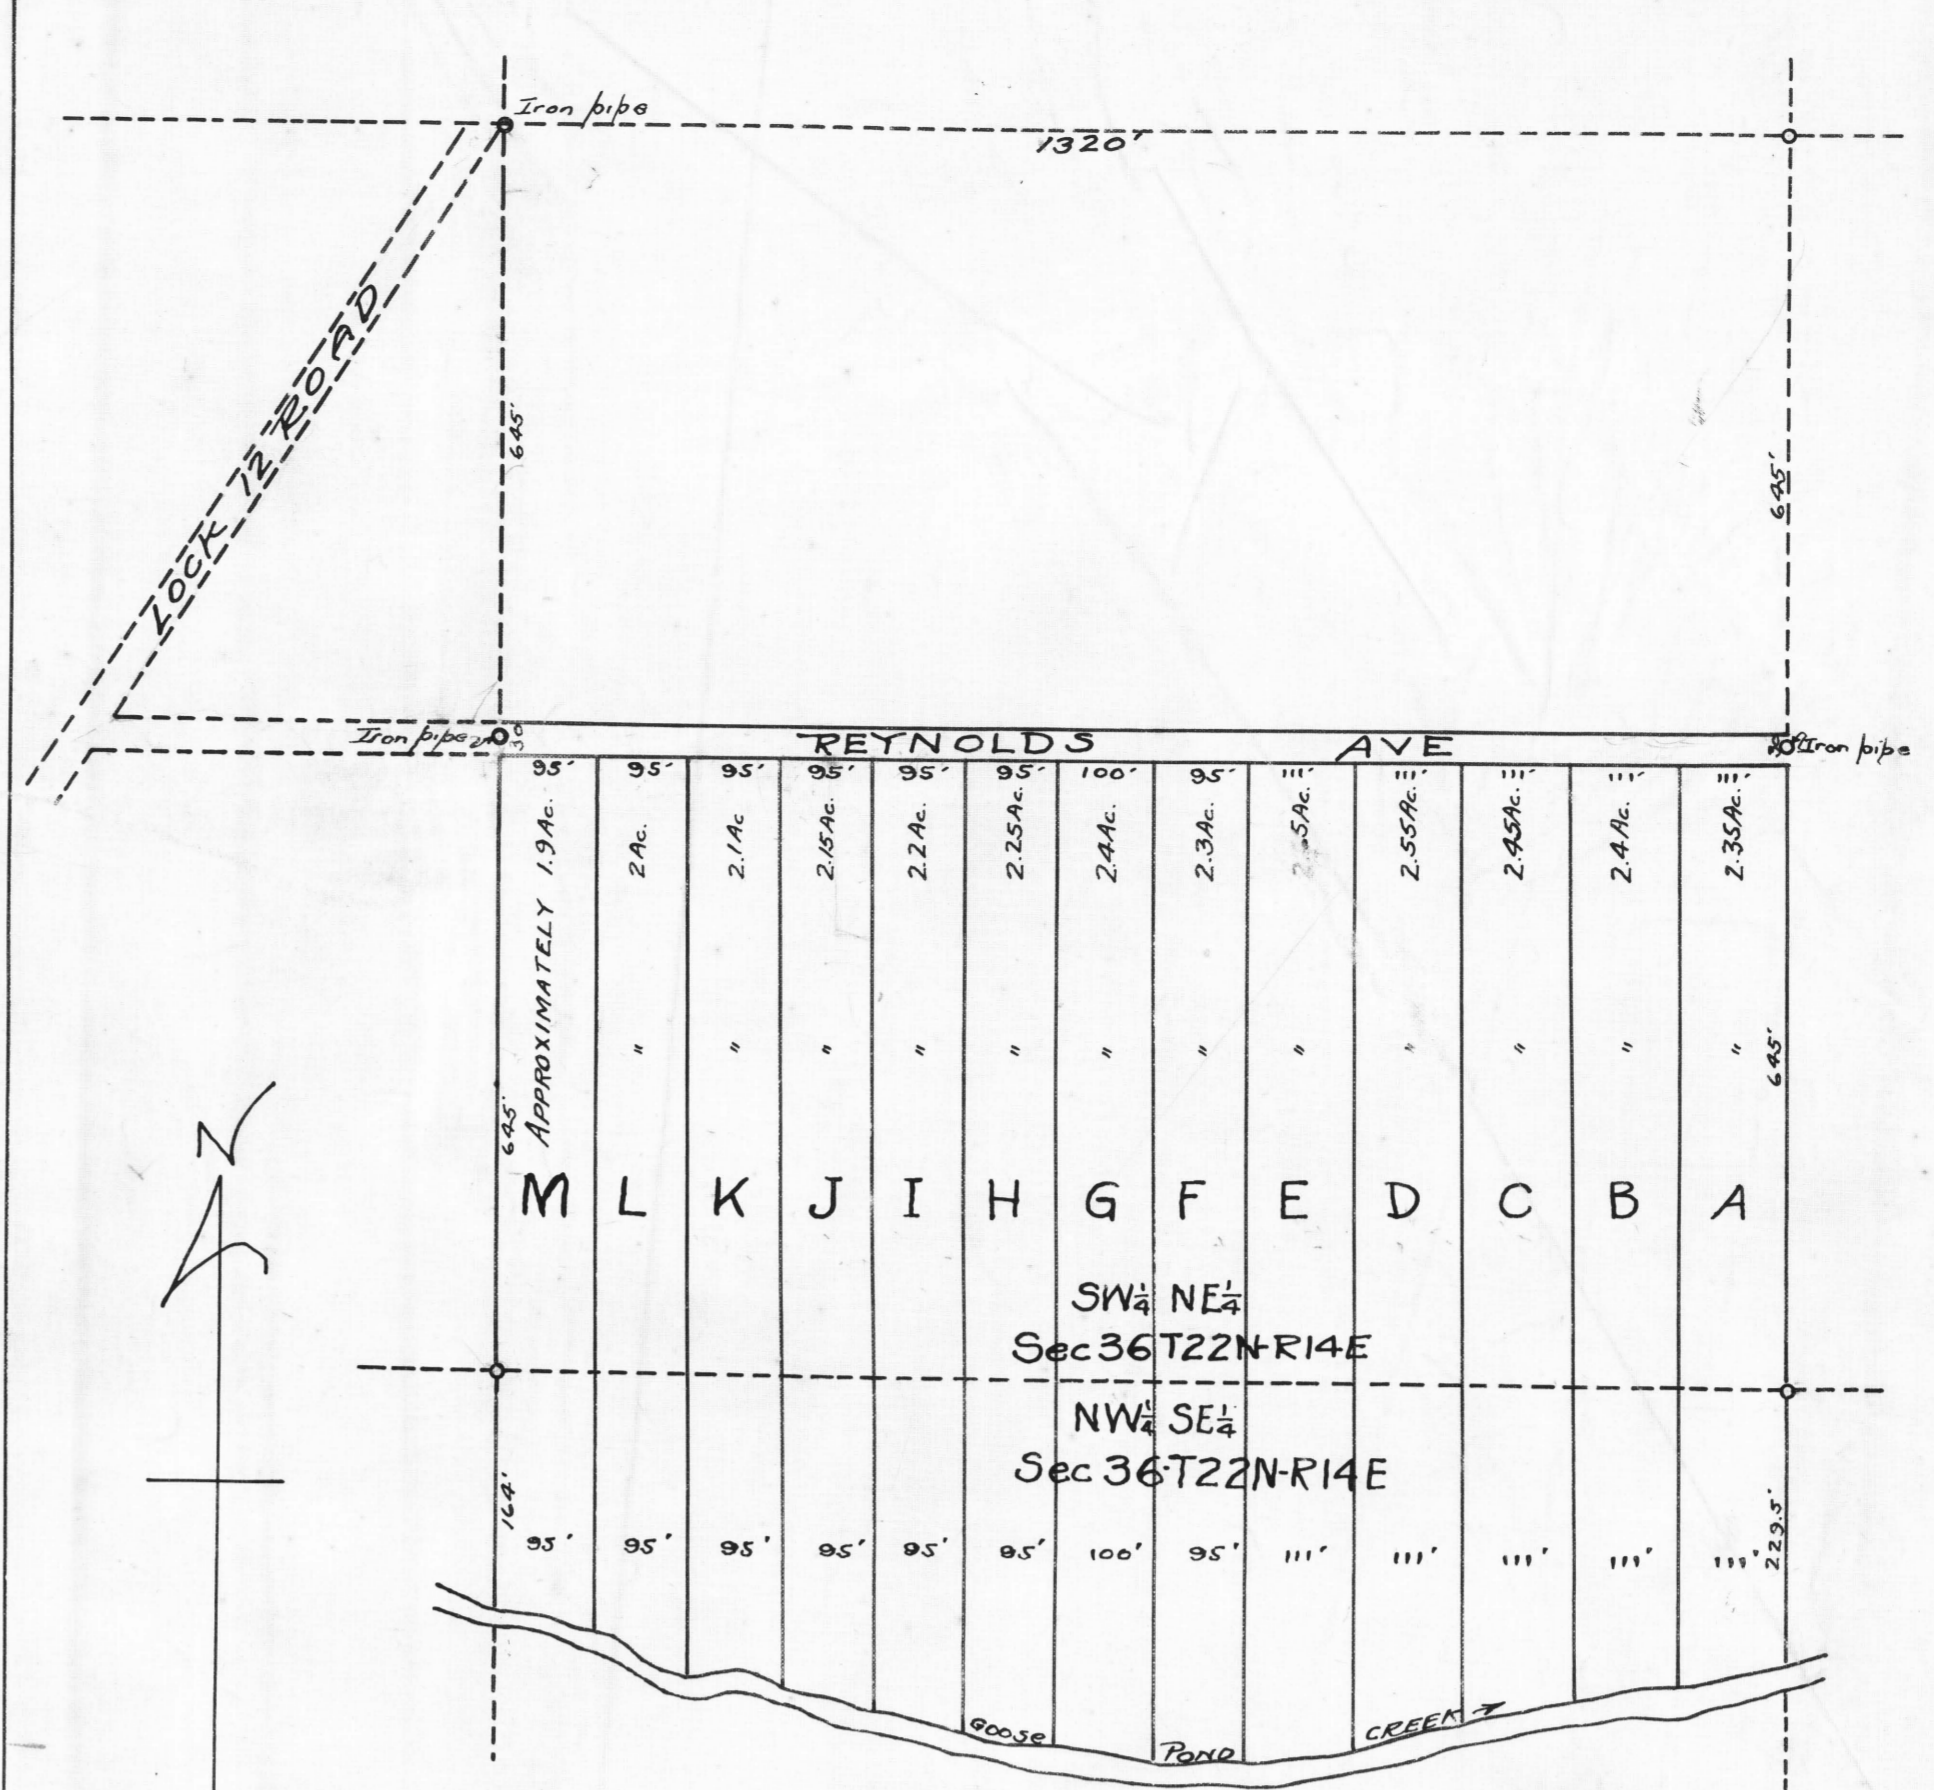 Iron pipe
1320'
LOCK 12 ROAD
645'
645'
Iron pipe
30
REYNOLDS AVE
Iron pipe
95' 95' 95' 95' 95' 95' 100' 95' 111' 111' 111' 111' 111'
APPROXIMATELY 1.9Ac.
2Ac.
2.1Ac
2.15Ac.
2.2Ac.
2.25Ac.
2.4Ac.
2.3Ac.
2.55Ac.
2.45Ac.
2.4Ac.
2.35Ac.
" " " " " " " " " " " "
645'
645'
N
M L K J I H G F E D C B A
SW¼ NE¼
Sec 36 T22N-R14E
NW¼ SE¼
Sec 36-T22N-R14E
164'
229.5'
95' 95' 95' 95' 95' 95' 100' 95' 111' 111' 111' 111' 111'
GOOSE POND CREEK